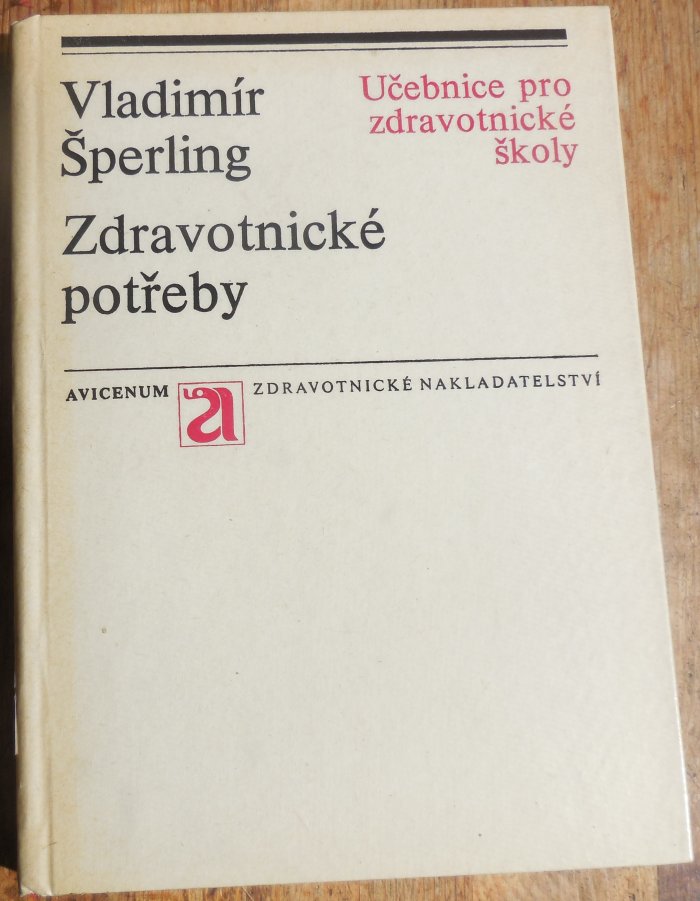 Vladimír
Šperling
Učebnice pro
zdravotnické
školy
Zdravotnické
potřeby
AVICENUM
ZDRAVOTNICKÉ NAKLADATELSTVÍ